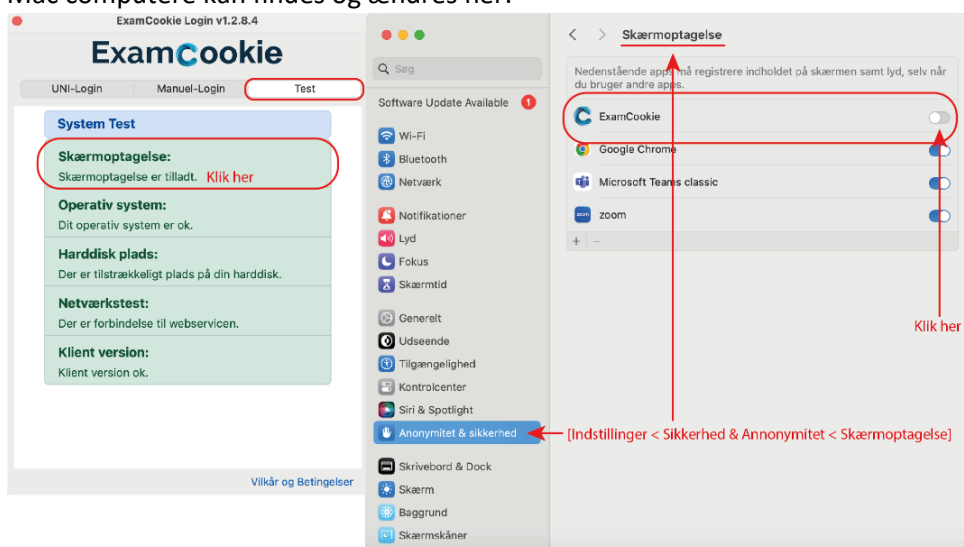 Mac computere kan findes og ændres her:
ExamCookie Login v1.2.8.4
ExamCookie
UNI-Login
Manuel-Login
Test
System Test
Skærmoptagelse:
Skærmoptagelse er tilladt. Klik her
Operativ system:
Dit operativ system er ok.
Harddisk plads:
Der er tilstrækkeligt plads på din harddisk.
Netværkstest:
Der er forbindelse til webservicen.
Klient version:
Klient version ok.
Vilkår og Betingelser
Søg
Software Update Available 1
Wi-Fi
Bluetooth
Netværk
Notifikationer
Lyd
Fokus
Skærmtid
Generelt
Udseende
Tilgængelighed
Kontrolcenter
Siri & Spotlight
Anonymitet & sikkerhed
Skrivebord & Dock
Skærm
Baggrund
Skærmskåner
Skærmoptagelse
Nedenstående apps må registrere indholdet på skærmen samt lyd, selv når
du bruger andre apps.
ExamCookie
Google Chrome
Microsoft Teams classic
zoom
zoom
+ −
Klik her
[Indstillinger < Sikkerhed & Annonymitet < Skærmoptagelse]